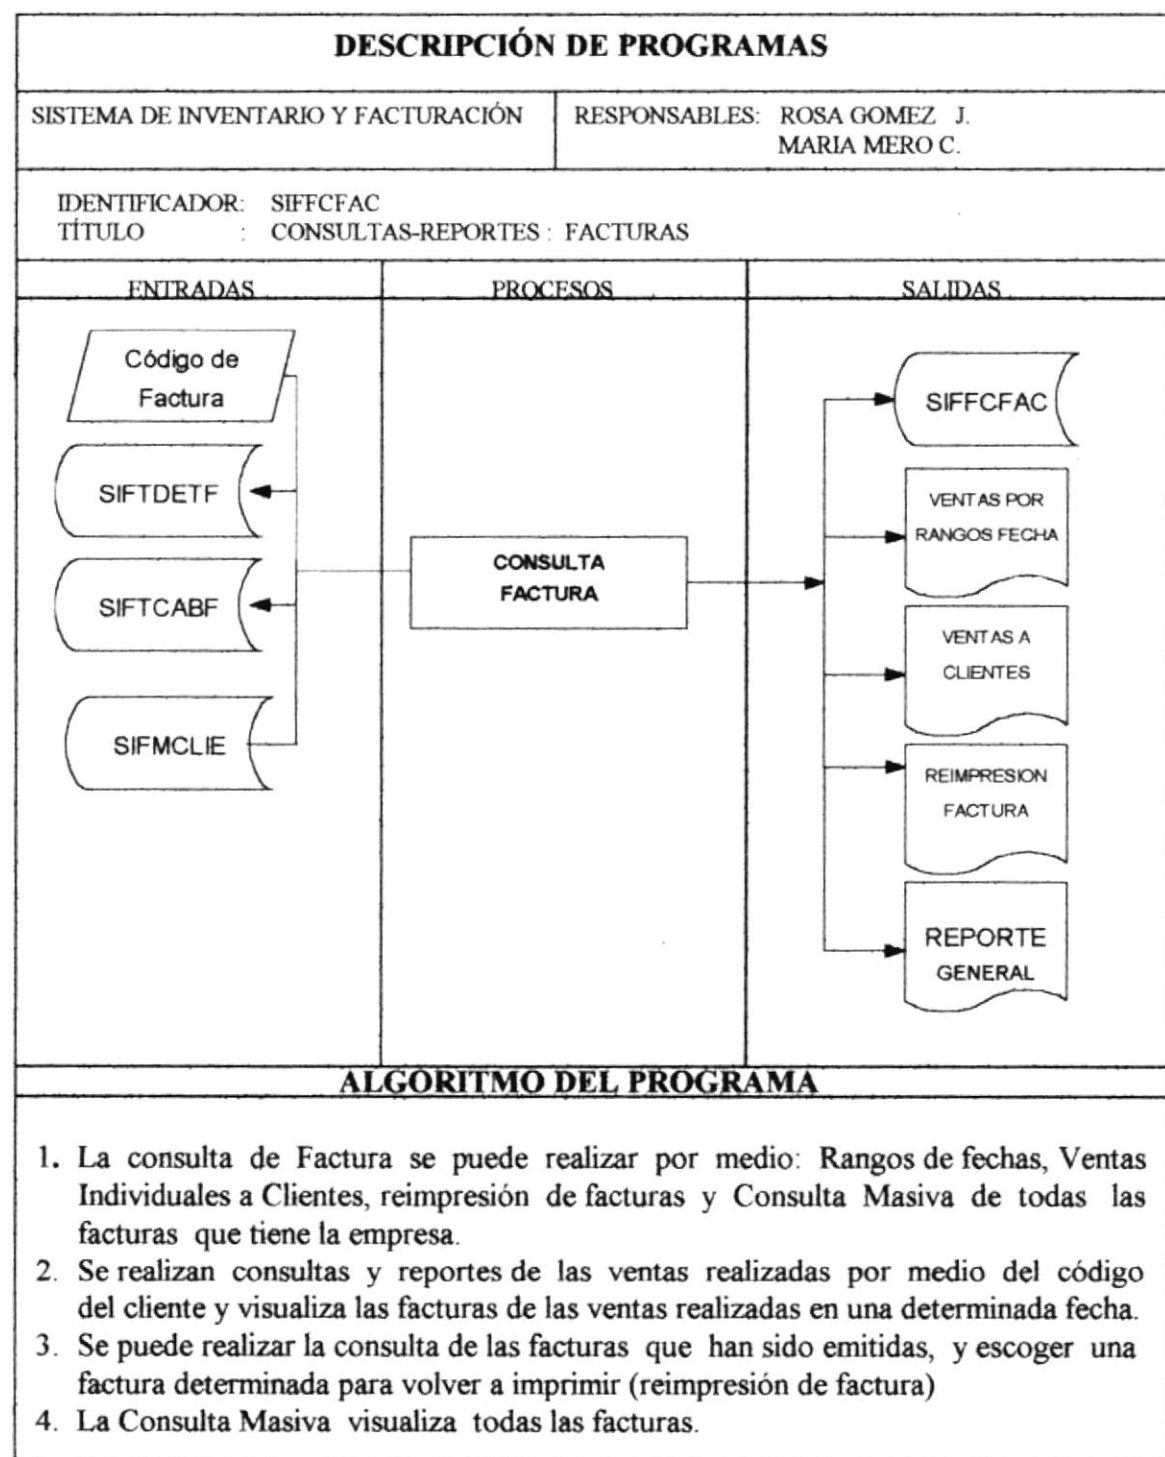 DESCRIPCIÓN DE PROGRAMAS
SISTEMA DE INVENTARIO Y FACTURACIÓN
RESPONSABLES: ROSA GOMEZ J.
MARIA MERO C.
IDENTIFICADOR: SIFFCFAC
TÍTULO : CONSULTAS-REPORTES : FACTURAS
ENTRADAS
PROCESOS
SALIDAS
Código de
Factura
SIFTDETF
SIFTCABF
SIFMCLIE
CONSULTA
FACTURA
SIFFCFAC
VENTAS POR
RANGOS FECHA
VENTAS A
CLIENTES
REIMPRESION
FACTURA
REPORTE
GENERAL
ALGORITMO DEL PROGRAMA
1. La consulta de Factura se puede realizar por medio: Rangos de fechas, Ventas
Individuales a Clientes, reimpresión de facturas y Consulta Masiva de todas las
facturas que tiene la empresa.
2. Se realizan consultas y reportes de las ventas realizadas por medio del código
del cliente y visualiza las facturas de las ventas realizadas en una determinada fecha.
3. Se puede realizar la consulta de las facturas que han sido emitidas, y escoger una
factura determinada para volver a imprimir (reimpresión de factura)
4. La Consulta Masiva visualiza todas las facturas.